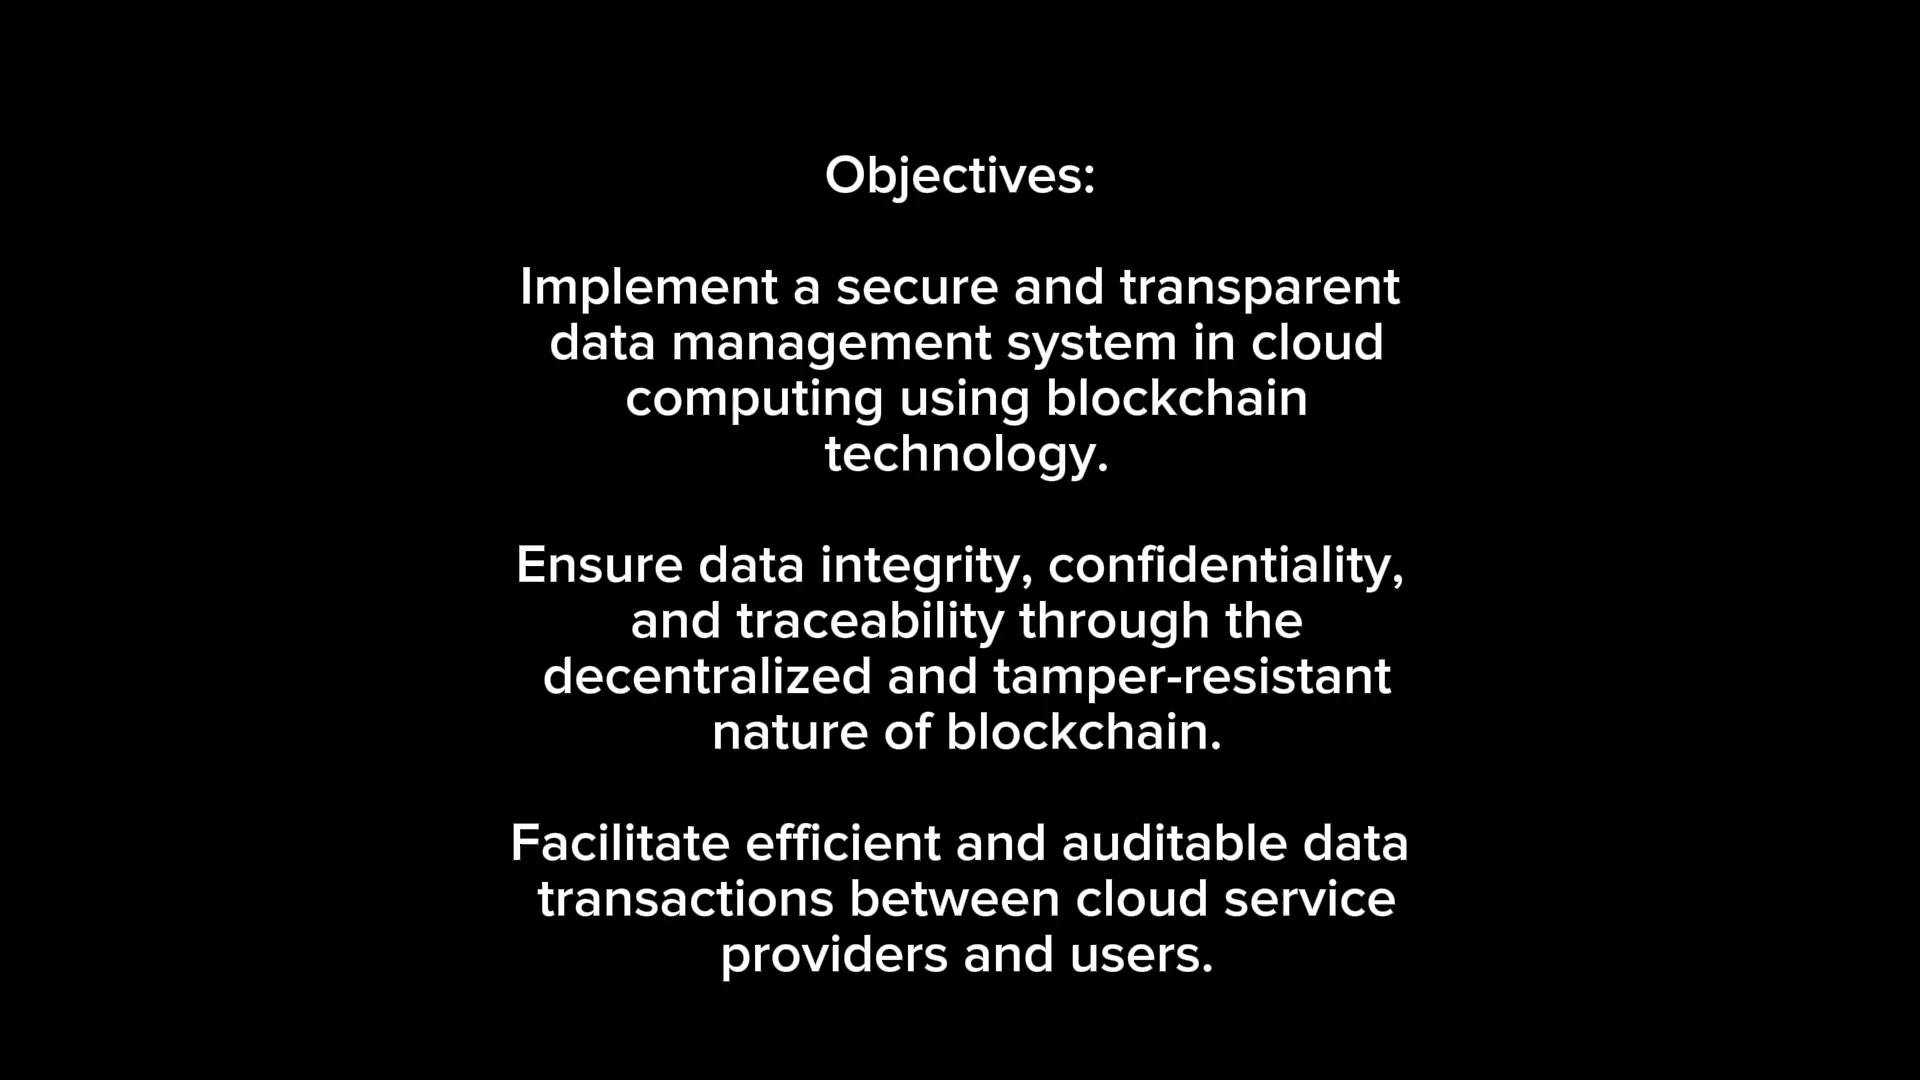 Objectives:
Implement a secure and transparent
data management system in cloud
computing using blockchain
technology.
Ensure data integrity, confidentiality,
and traceability through the
decentralized and tamper-resistant
nature of blockchain.
Facilitate efficient and auditable data
transactions between cloud service
providers and users.